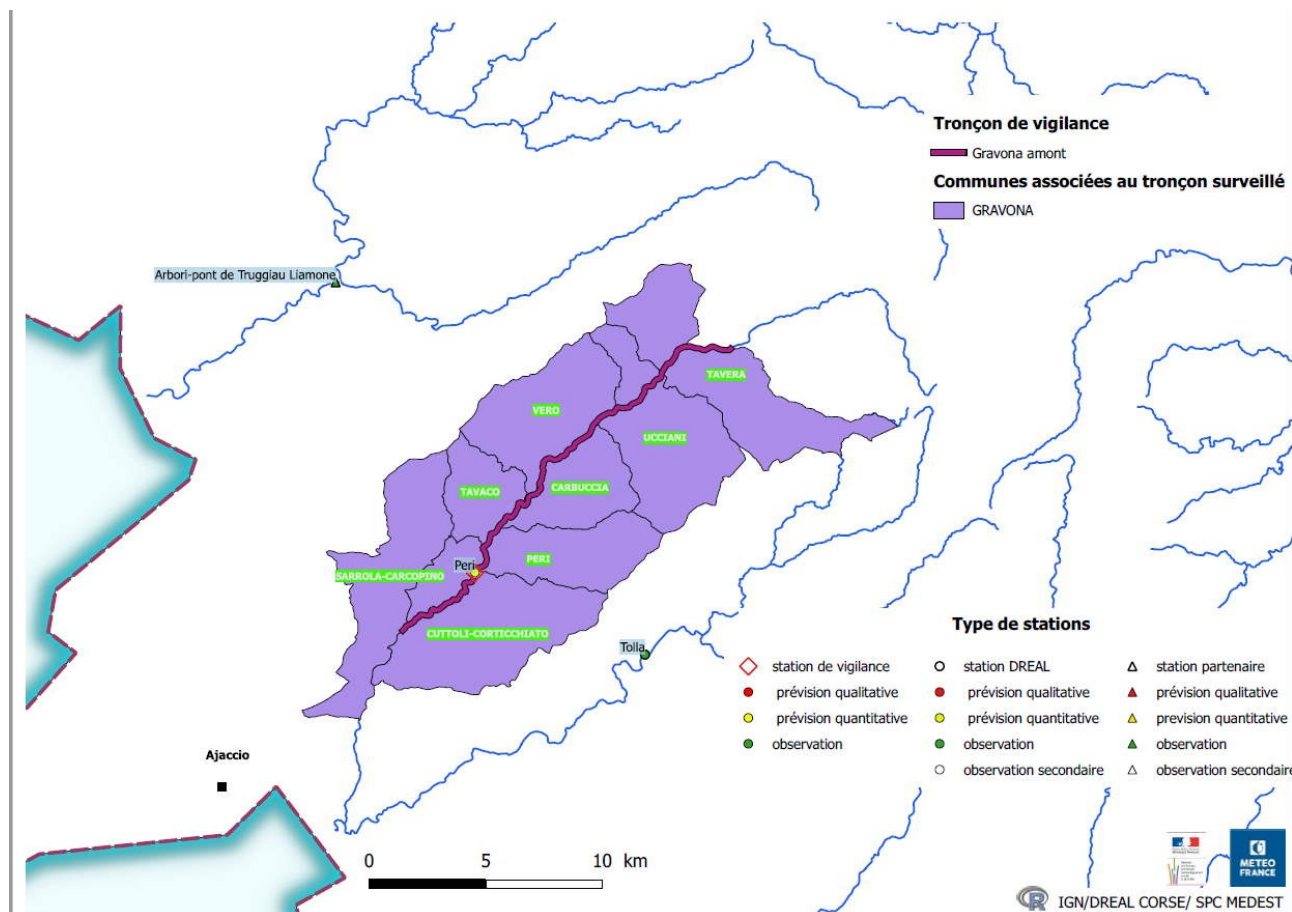 Tronçon de vigilance
Gravona amont
Communes associées au tronçon surveillé
GRAVONA
Arbori-pont de Truggiau Liamone
TAVERA
VERO
UCCIANI
TAVACO
CARBUCCIA
Peri
PERI
SARROLA-CARCOPINO
CUTTOLI-CORTICCHIATO
Tolla
Ajaccio
Type de stations
station de vigilance
prévision qualitative
prévision quantitative
observation
station DREAL
prévision qualitative
prévision quantitative
observation
observation secondaire
station partenaire
prévision qualitative
prevision quantitative
observation
observation secondaire
0 5 10 km
METEO
FRANCE
IGN/DREAL CORSE/ SPC MEDEST